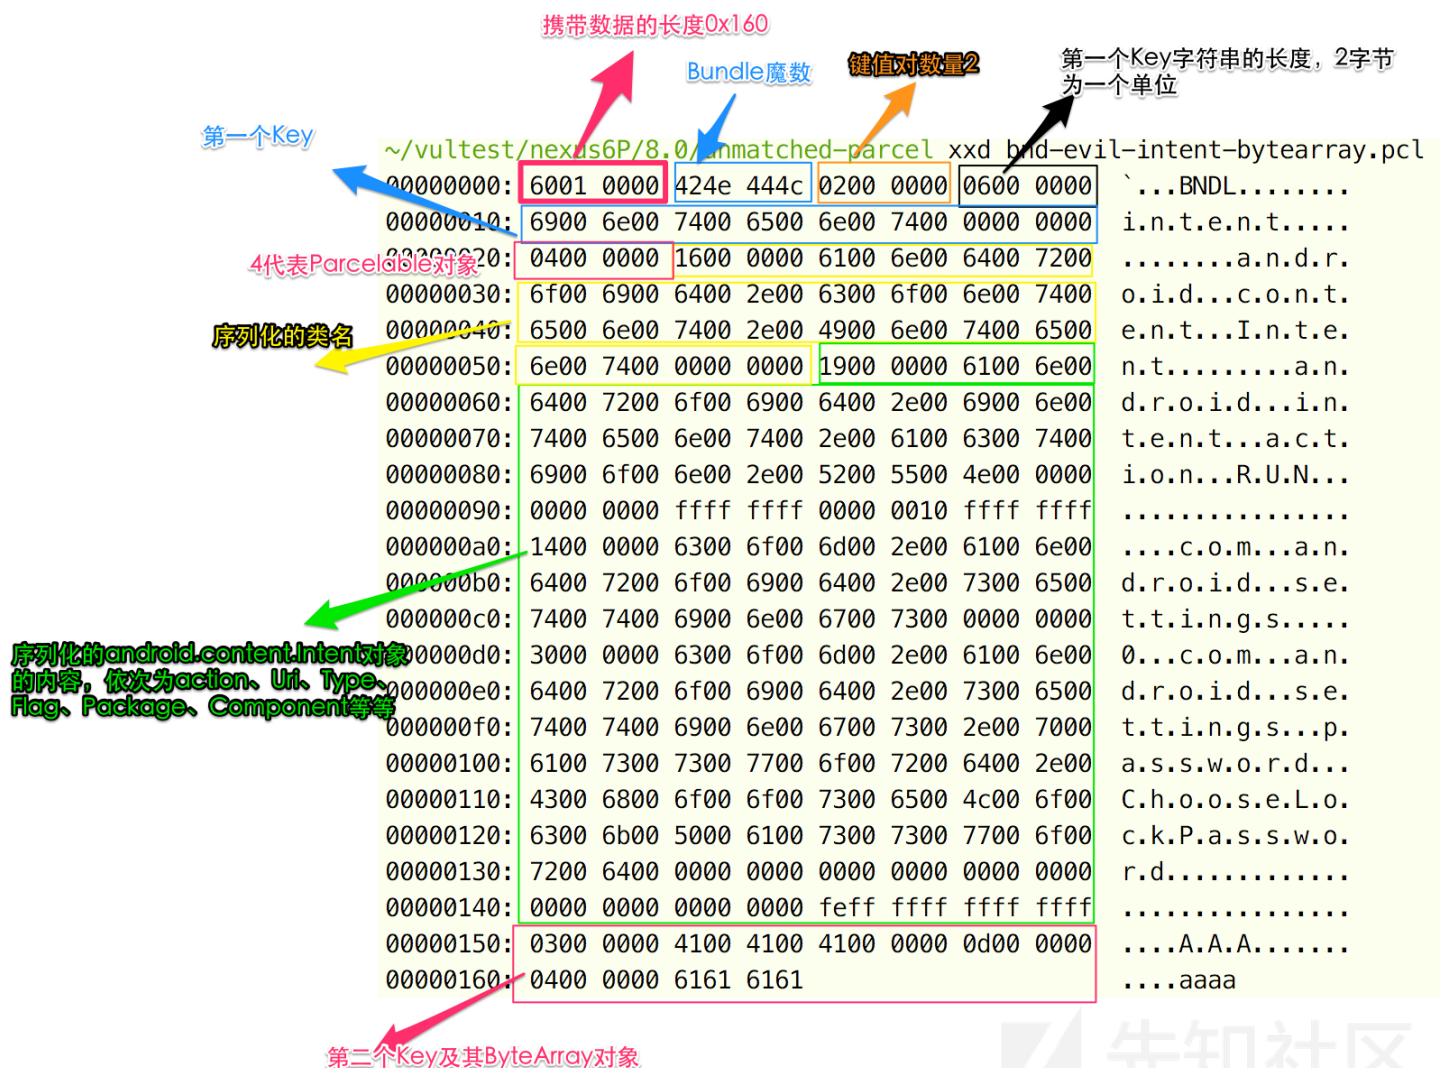 携带数据的长度0x160
Bundle魔数
键值对数量2
第一个Key字符串的长度，2字节
为一个单位
第一个Key
~/vultest/nexus6P/8.0/unmatched-parcel xxd bnd-evil-intent-bytearray.pcl
00000000: 6001 0000 424e 444c 0200 0000 0600 0000 `...BNDL........
00000010: 6900 6e00 7400 6500 6e00 7400 0000 0000 i.n.t.e.n.t.....
4代表Parcelable对象
00000020: 0400 0000 1600 0000 6100 6e00 6400 7200 ........a.n.d.r.
00000030: 6f00 6900 6400 2e00 6300 6f00 6e00 7400 o.i.d...c.o.n.t.
序列化的类名
00000040: 6500 6e00 7400 2e00 4900 6e00 7400 6500 e.n.t...I.n.t.e.
00000050: 6e00 7400 0000 0000 1900 0000 6100 6e00 n.t.........a.n.
00000060: 6400 7200 6f00 6900 6400 2e00 6900 6e00 d.r.o.i.d...i.n.
00000070: 7400 6500 6e00 7400 2e00 6100 6300 7400 t.e.n.t...a.c.t.
00000080: 6900 6f00 6e00 2e00 5200 5500 4e00 0000 i.o.n...R.U.N...
00000090: 0000 0000 ffff ffff 0000 0010 ffff ffff ................
000000a0: 1400 0000 6300 6f00 6d00 2e00 6100 6e00 ....c.o.m...a.n.
000000b0: 6400 7200 6f00 6900 6400 2e00 7300 6500 d.r.o.i.d...s.e.
000000c0: 7400 7400 6900 6e00 6700 7300 0000 0000 t.t.i.n.g.s.....
序列化的android.content.Intent对象
的内容，依次为action、Uri、Type、
Flag、Package、Component等等
000000d0: 3000 0000 6300 6f00 6d00 2e00 6100 6e00 0...c.o.m...a.n.
000000e0: 6400 7200 6f00 6900 6400 2e00 7300 6500 d.r.o.i.d...s.e.
000000f0: 7400 7400 6900 6e00 6700 7300 2e00 7000 t.t.i.n.g.s...p.
00000100: 6100 7300 7300 7700 6f00 7200 6400 2e00 a.s.s.w.o.r.d...
00000110: 4300 6800 6f00 6f00 7300 6500 4c00 6f00 C.h.o.o.s.e.L.o.
00000120: 6300 6b00 5000 6100 7300 7300 7700 6f00 c.k.P.a.s.s.w.o.
00000130: 7200 6400 0000 0000 0000 0000 0000 0000 r.d.............
00000140: 0000 0000 0000 0000 feff ffff ffff ffff ................
00000150: 0300 0000 4100 4100 4100 0000 0d00 0000 ....A.A.A.......
00000160: 0400 0000 6161 6161 ....aaaa
第二个Key及其ByteArray对象
先知社区